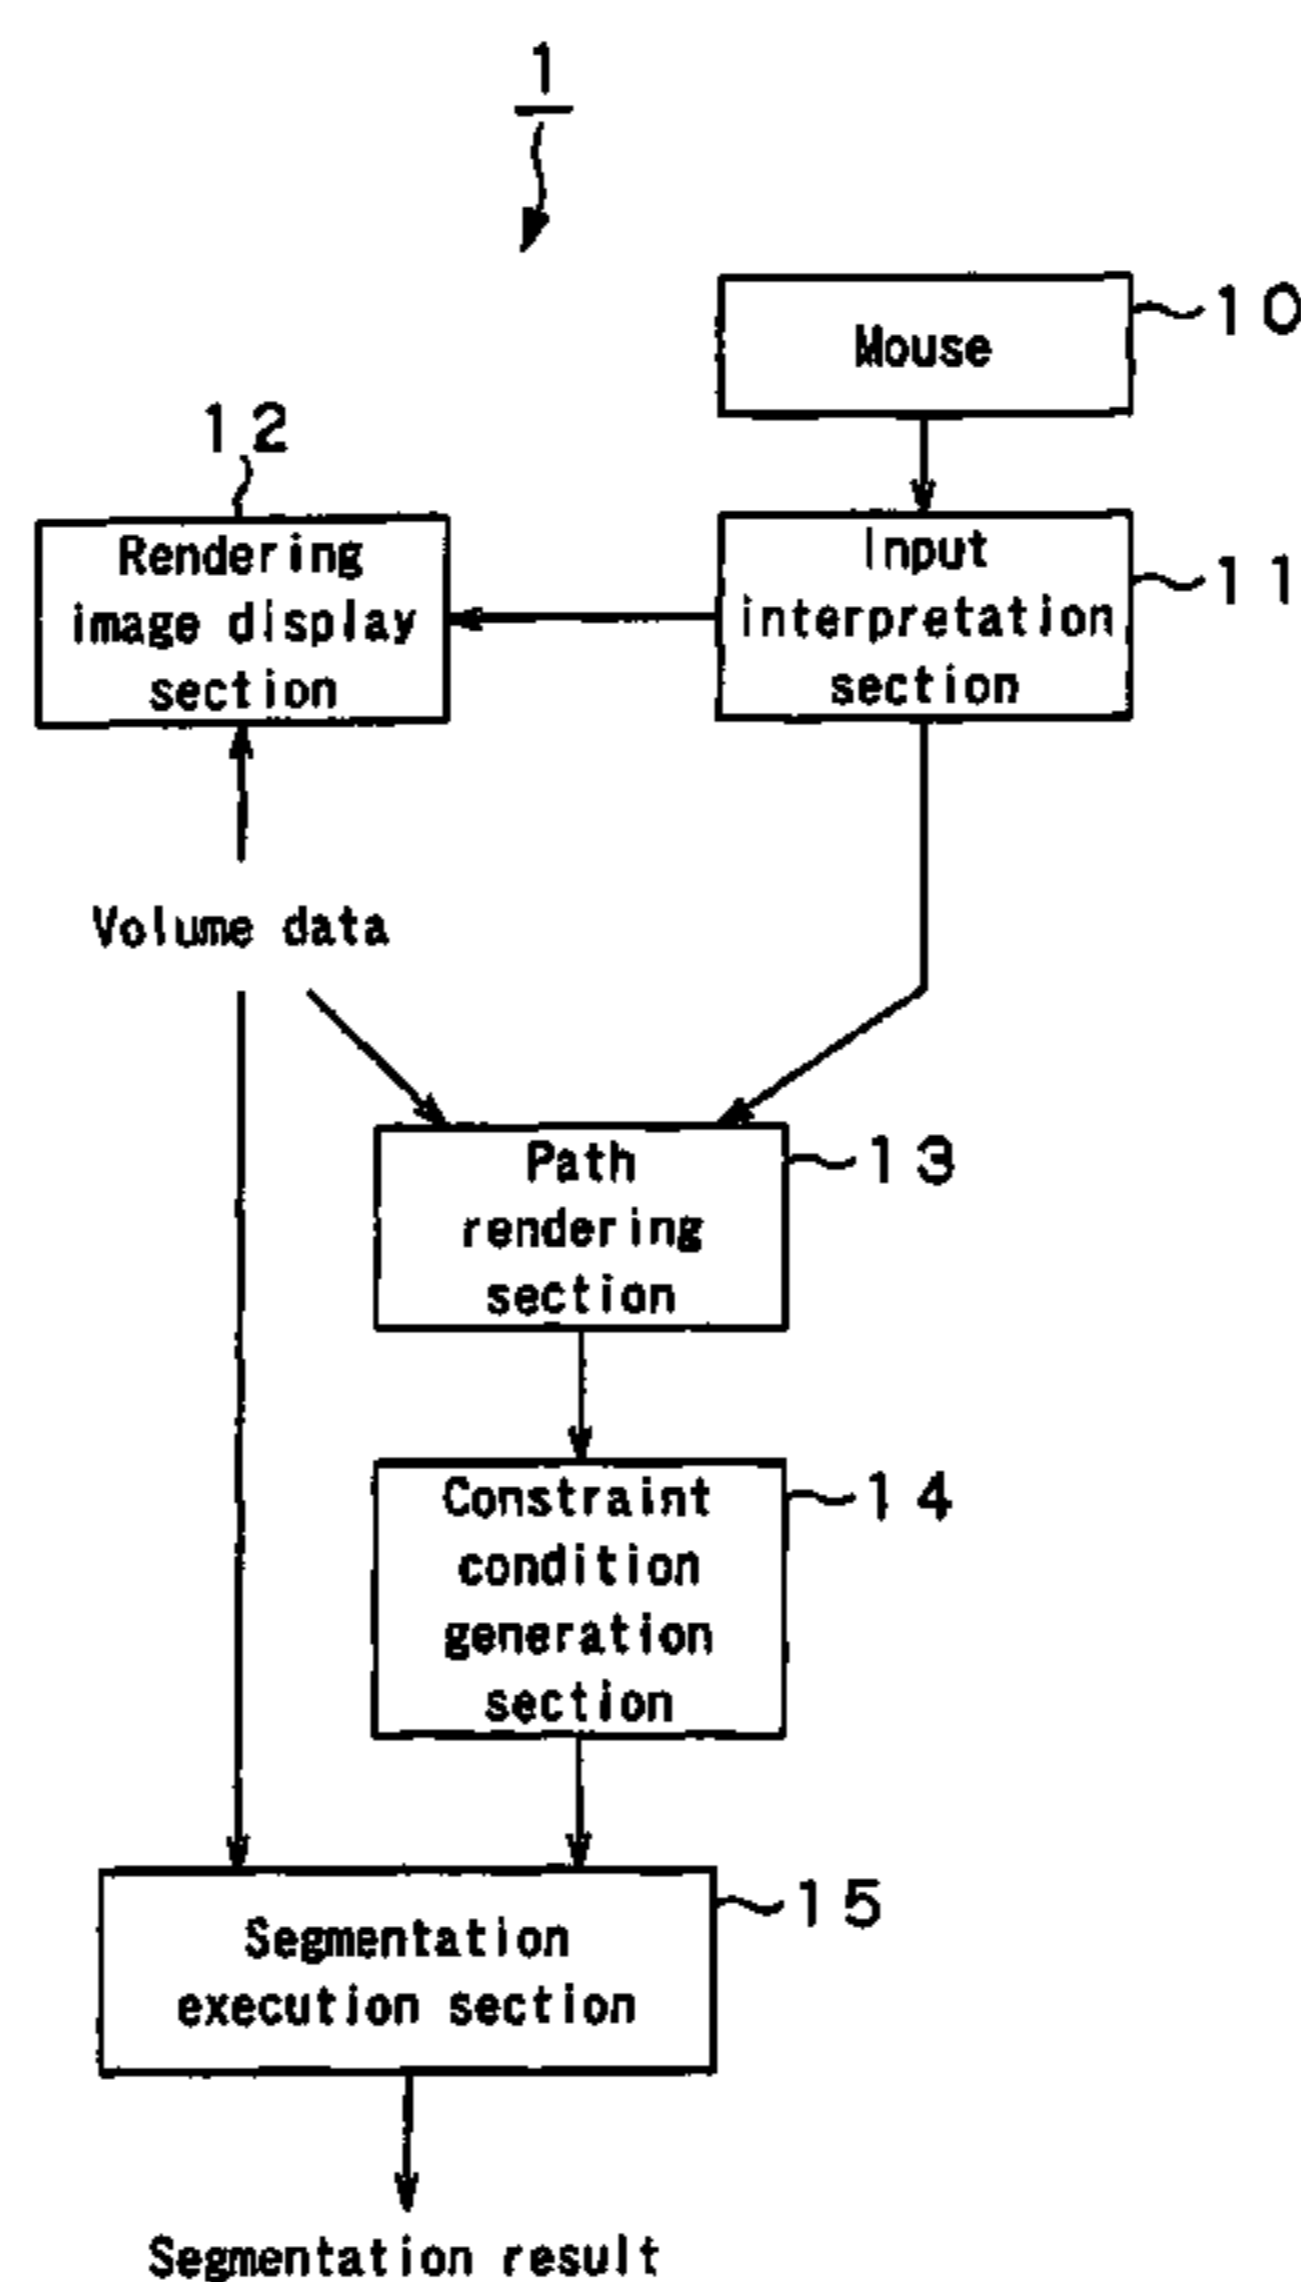 1
Mouse
10
12
Rendering
image display
section
Input
interpretation
section
11
Volume data
Path
rendering
section
13
Constraint
condition
generation
section
14
Segmentation
execution section
15
Segmentation result